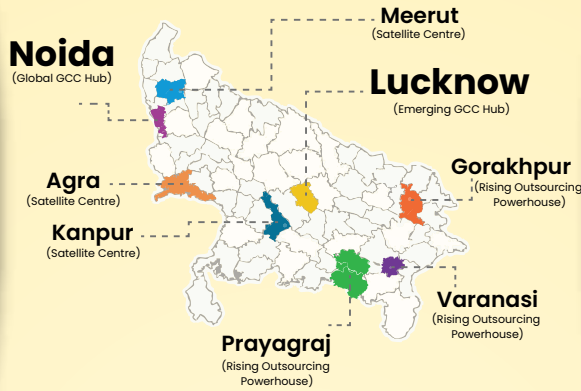 Meerut
(Satellite Centre)
Noida
(Global GCC Hub)
Lucknow
(Emerging GCC Hub)
Gorakhpur
(Rising Outsourcing
Powerhouse)
Agra
(Satellite Centre)
Kanpur
(Satellite Centre)
Varanasi
(Rising Outsourcing
Powerhouse)
Prayagraj
(Rising Outsourcing
Powerhouse)